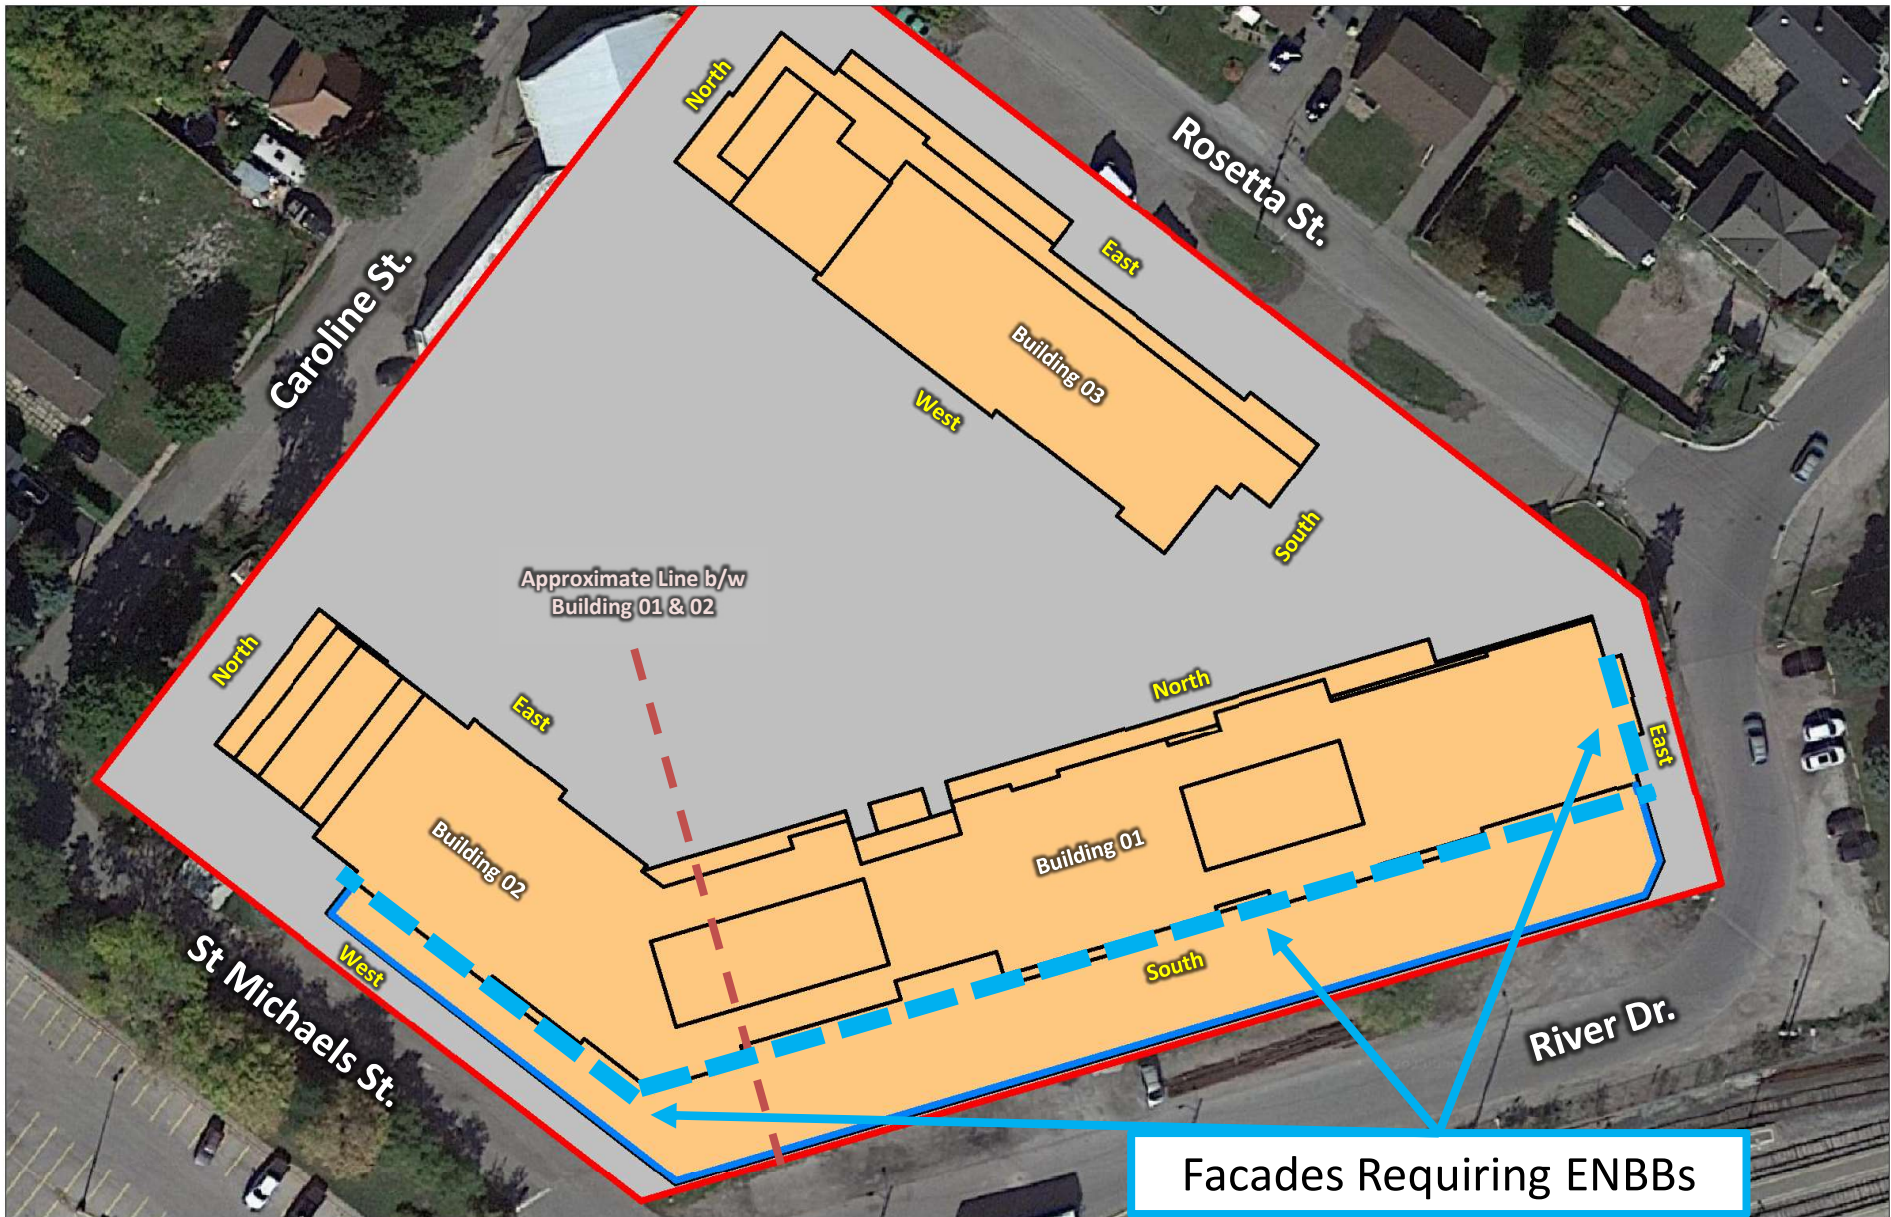 North
Rosetta St.
East
Caroline St.
Building 03
West
South
Approximate Line b/w
Building 01 & 02
North
East
North
East
Building 02
Building 01
West
South
St Michaels St.
River Dr.
Facades Requiring ENBBs